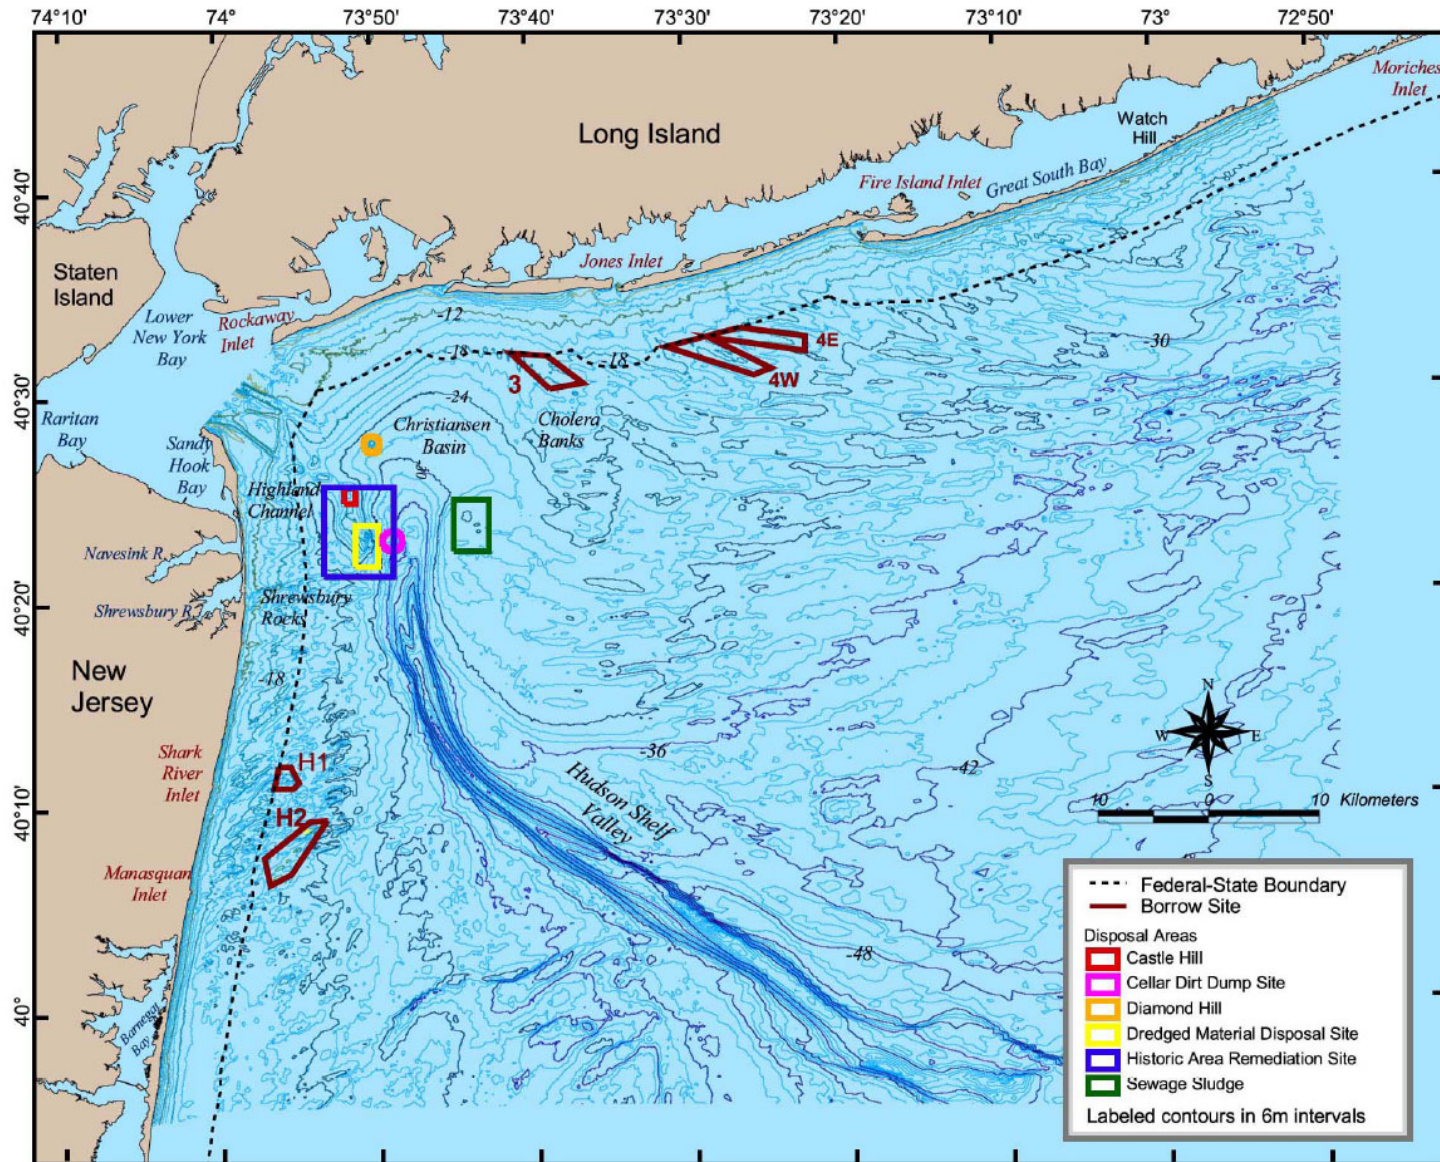 74°10'
74°
73°50'
73°40'
73°30'
73°20'
73°10'
73°
72°50'
Moriches
Inlet
Watch
Hill
Long Island
Great South Bay
Fire Island Inlet
40°40'
Jones Inlet
Staten
Island
Lower
New York
Bay
Rockaway
Inlet
-12
-18
-18
-30
4E
4W
3
40°30'
-24
Raritan
Bay
Christiansen
Basin
Cholera
Banks
Sandy
Hook
Bay
Highland
Channel
Navesink R.
Shrewsbury R.
Shrewsbury
Rocks
40°20'
New
Jersey
-18
N
W
E
S
-36
-42
Shark
River
Inlet
H1
H2
Hudson Shelf
Valley
10
0
10
Kilometers
40°10'
Manasquan
Inlet
-48
40°
Barnegat
Bay
Federal-State Boundary
Borrow Site
Disposal Areas
Castle Hill
Cellar Dirt Dump Site
Diamond Hill
Dredged Material Disposal Site
Historic Area Remediation Site
Sewage Sludge
Labeled contours in 6m intervals